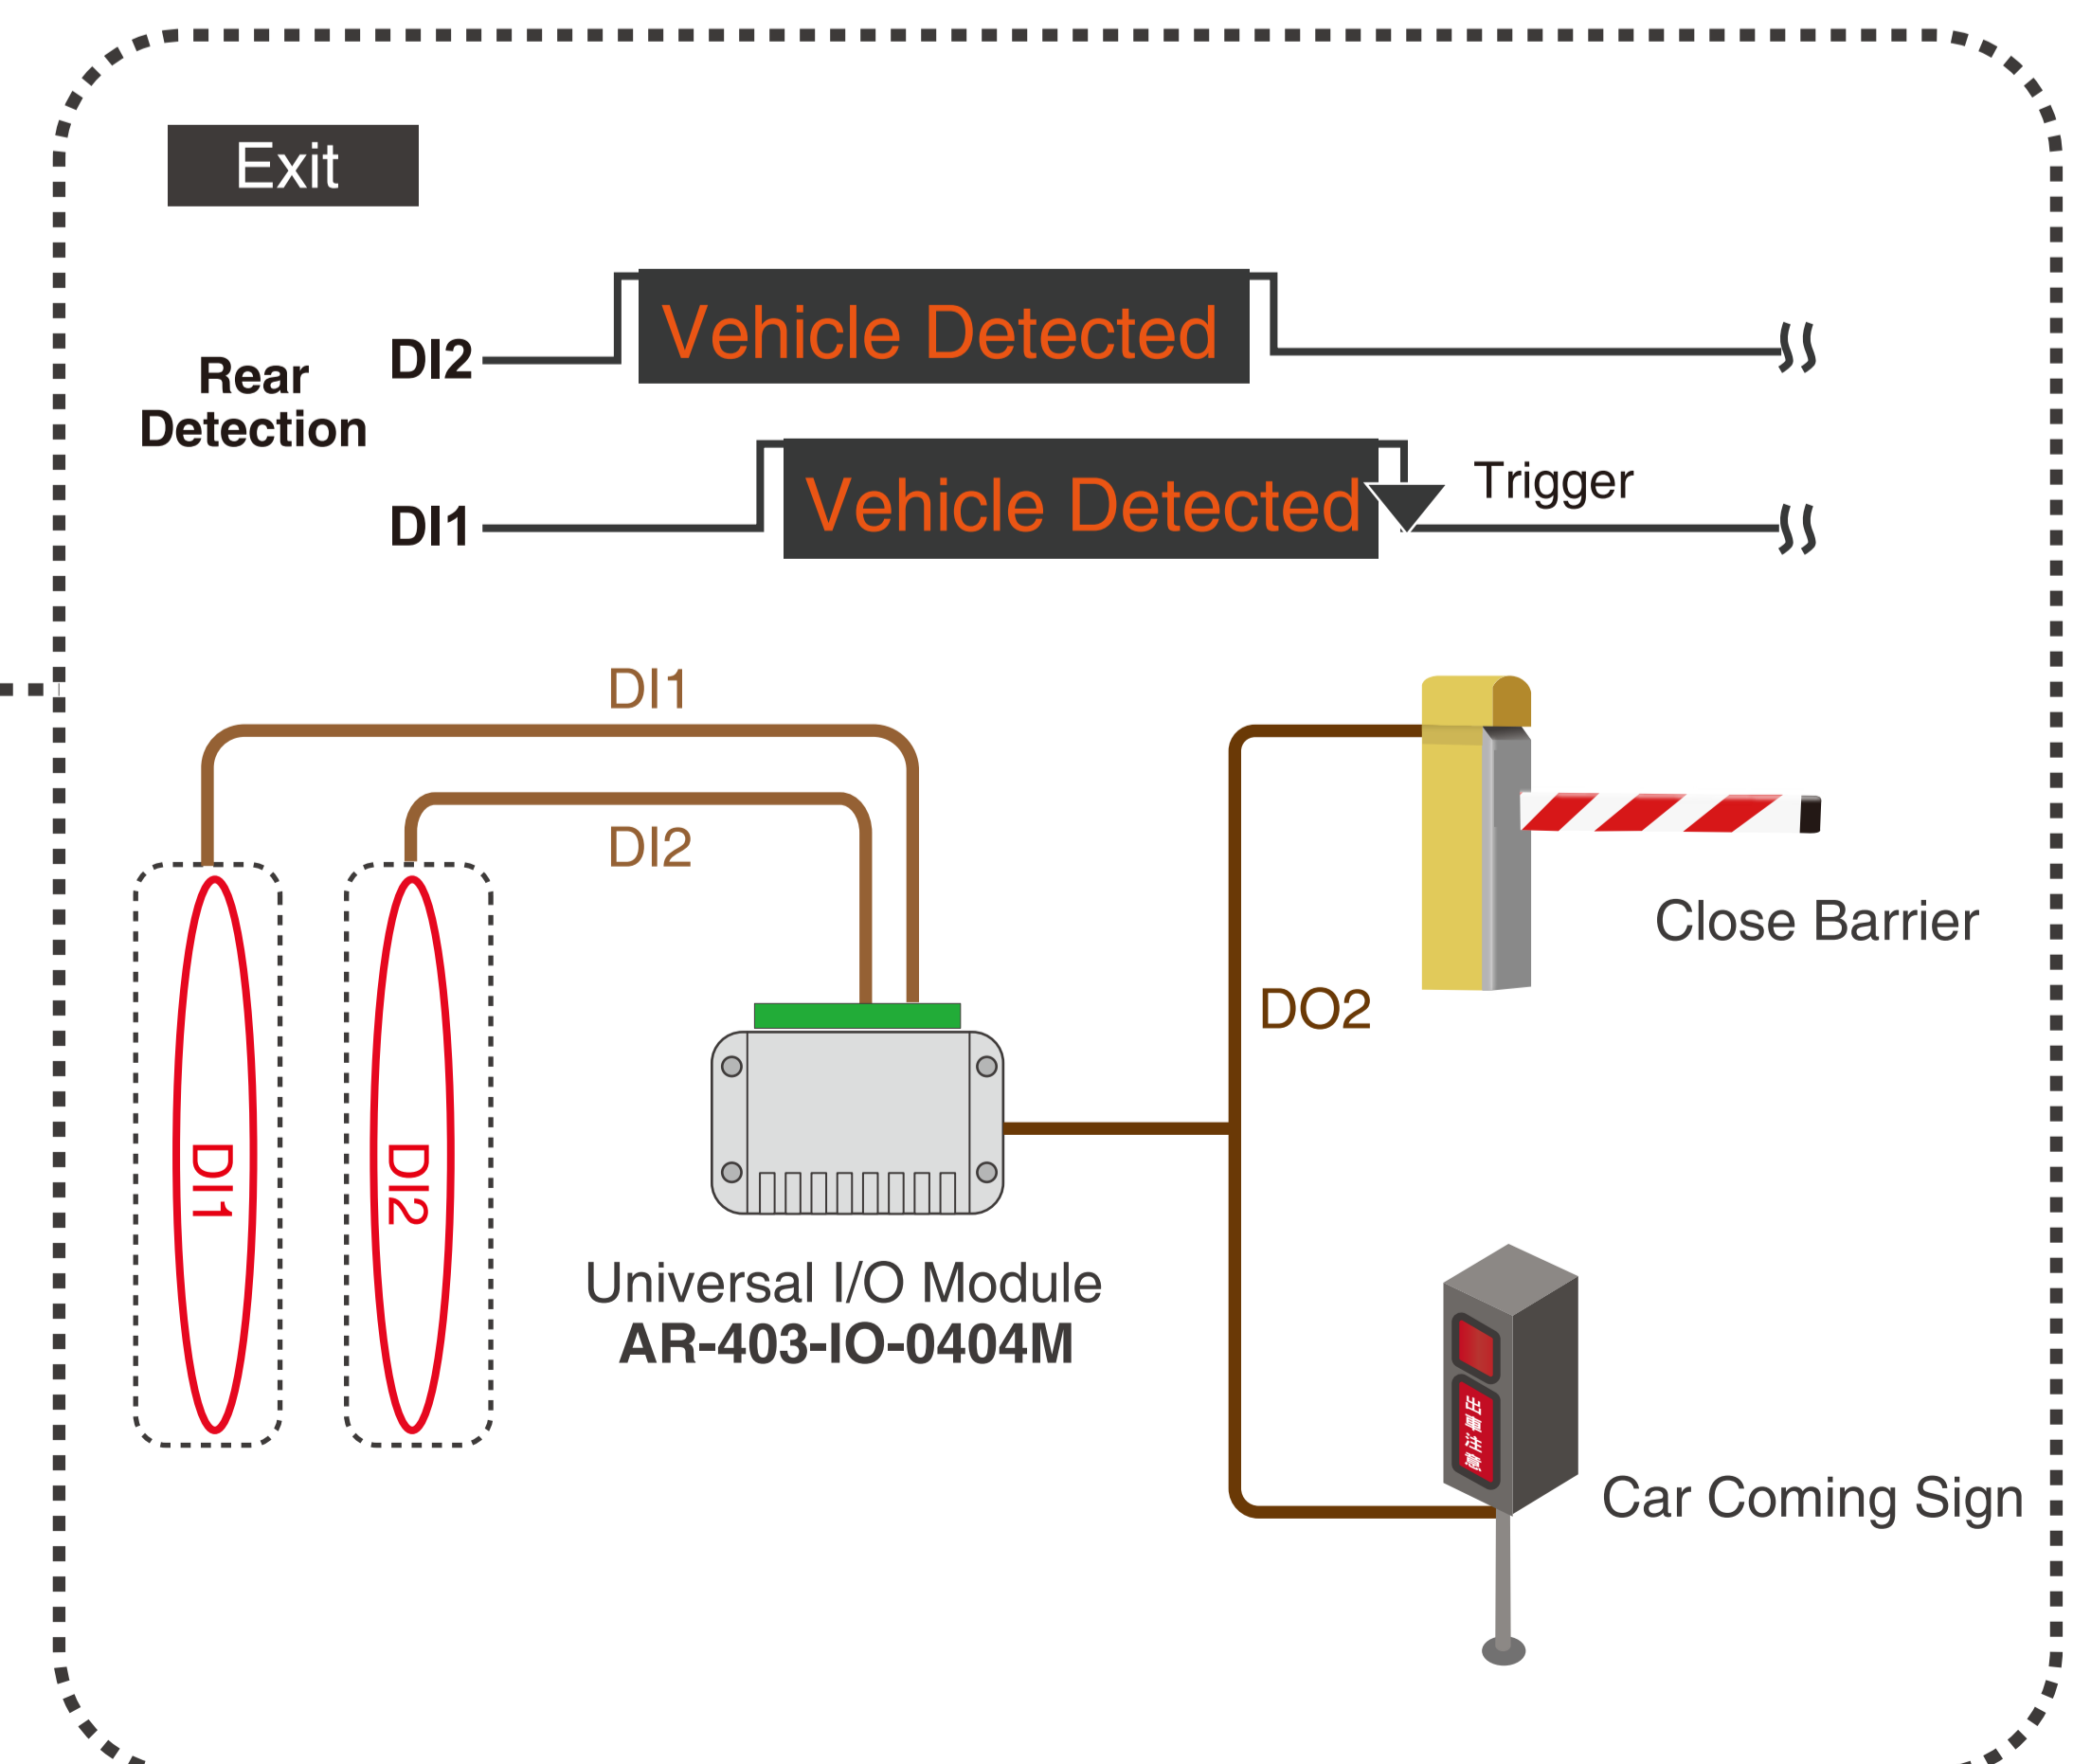 Exit
Vehicle Detected
DI2
Rear
Detection
Vehicle Detected
Trigger
DI1
DI1
DI2
Close Barrier
DO2
DI1
DI2
Universal I/O Module
AR-403-IO-0404M
出車注意
Car Coming Sign